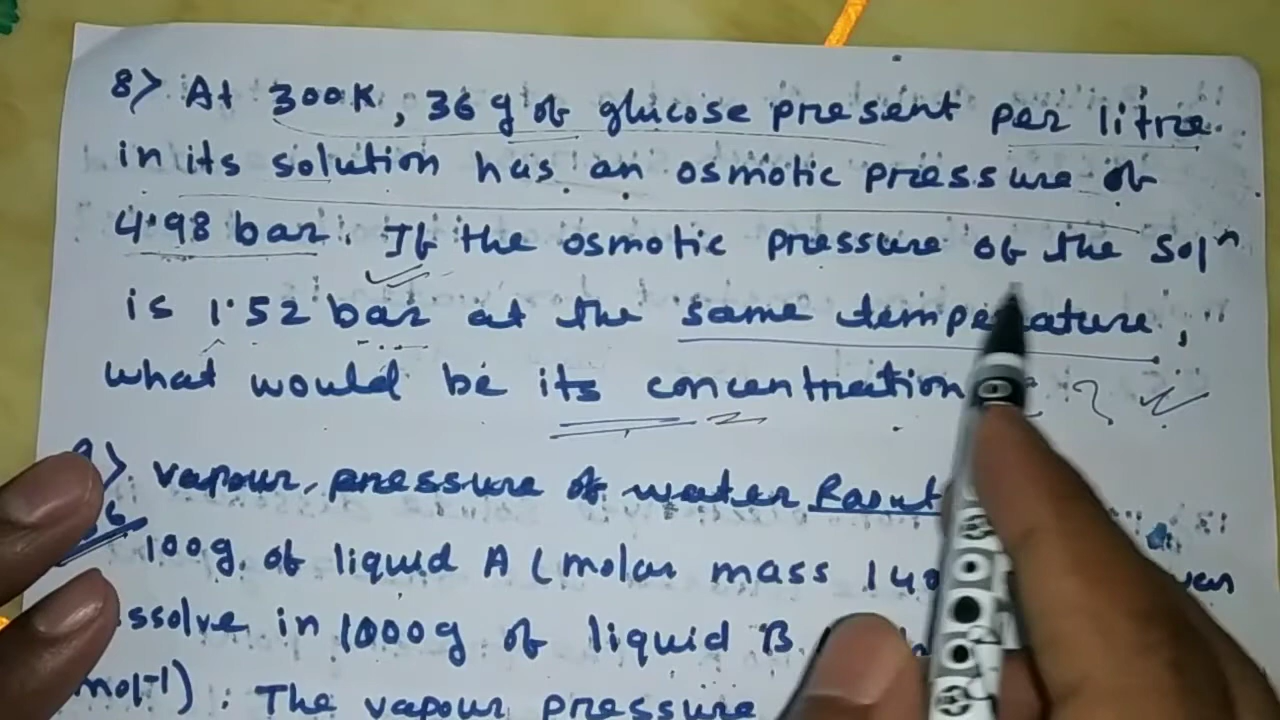 8) At 300K, 36 g of glucose present per litre
in its solution has an osmotic pressure of
4.98 bar. If the osmotic pressure of the solⁿ
is 1.52 bar at the same temperature,
what would be its concentration ?
9) vapour pressure of water Raoult
100g of liquid A (molar mass 140
ssolve in 1000g of liquid B
mol⁻¹). The vapour pressure